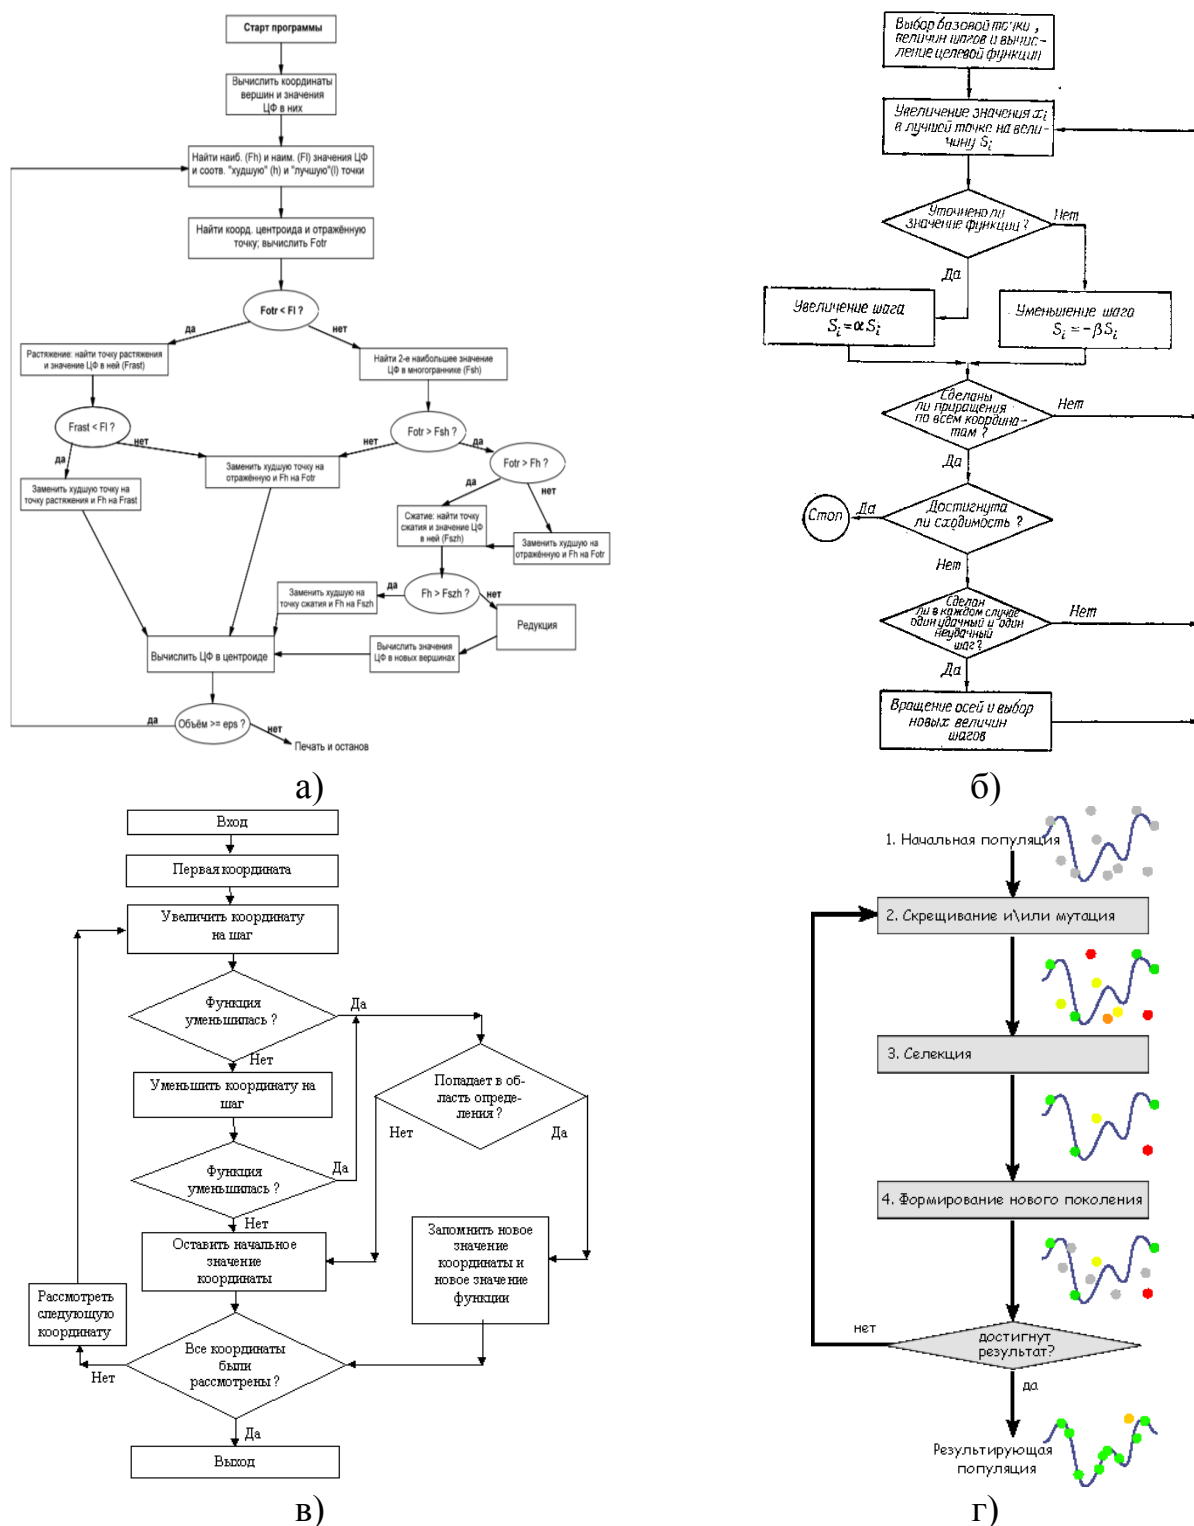 Старт программы
Вычислить координаты
вершин и значения
ЦФ в них
Найти наиб. (Fh) и наим. (Fl) значения ЦФ
и соотв. "худшую" (h) и "лучшую"(l) точки
Найти коорд. центроида и отражённую
точку; вычислить Fotr
Fotr < Fl ?
да
нет
Растяжение: найти точку растяжения
и значение ЦФ в ней (Frast)
Найти 2-е наибольшее значение
ЦФ в многограннике (Fsh)
Frast < Fl ?
нет
да
Fotr > Fsh ?
нет
да
Fotr > Fh ?
да
нет
Заменить худшую точку на
отражённую и Fh на Fotr
Заменить худшую точку на
точку растяжения и Fh на Frast
Сжатие: найти точку
сжатия и значение ЦФ
в ней (Fszh)
Заменить худшую на
отражённую и Fh на Fotr
Fh > Fszh ?
да
нет
Заменить худшую на
точку сжатия и Fh на Fszh
Редукция
Вычислить значения
ЦФ в новых вершинах
Вычислить ЦФ в центроиде
Объём >= eps ?
да
нет
Печать и останов
а)
Выбор базовой точки,
величин шагов и вычис-
ление целевой функции
Увеличение значения xi
в лучшей точке на вели-
чину Si
Уточнено ли
значение функции?
Нет
Да
Увеличение шага
Si=αSi
Уменьшение шага
Si=-βSi
Сделаны
ли приращения
по всем координа-
там?
Нет
Да
Достигнута
ли сходимость ?
Да
Стоп
Нет
Сделан
ли в каждом случае
один удачный и один
неудачный
шаг?
Нет
Да
Вращение осей и выбор
новых величин
шагов
б)
Вход
Первая координата
Увеличить координату
на шаг
Функция
уменьшилась ?
Да
Нет
Уменьшить координату на
шаг
Попадает в об-
ласть опреде-
ления ?
Нет
Да
Функция
уменьшилась ?
Да
Нет
Оставить начальное
значение
координаты
Запомнить новое
значение
координаты и
новое значение
функции
Рассмотреть
следующую
координату
Все координаты
были
рассмотрены ?
Нет
Да
Выход
в)
1. Начальная популяция
2. Скрещивание и\или мутация
3. Селекция
4. Формирование нового поколения
достигнут
результат?
нет
да
Результирующая
популяция
г)